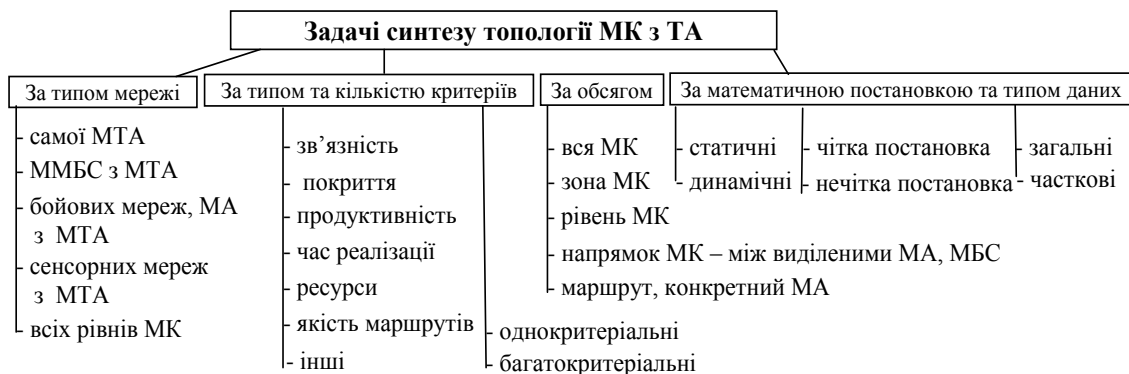 Задачі синтезу топології МК з ТА
За типом мережі
- самої МТА
- ММБС з МТА
- бойових мереж, МА
з МТА
- сенсорних мереж
з МТА
- всіх рівнів МК
За типом та кількістю критеріїв
- зв’язність
покриття
- продуктивність
- час реалізації
- ресурси
- якість маршрутів
- інші
- однокритеріальні
- багатокритеріальні
За обсягом
- вся МК
- зона МК
- рівень МК
- напрямок МК – між виділеними МА, МБС
- маршрут, конкретний МА
За математичною постановкою та типом даних
- статичні
- динамічні
- чітка постановка
- нечітка постановка
- загальні
- часткові